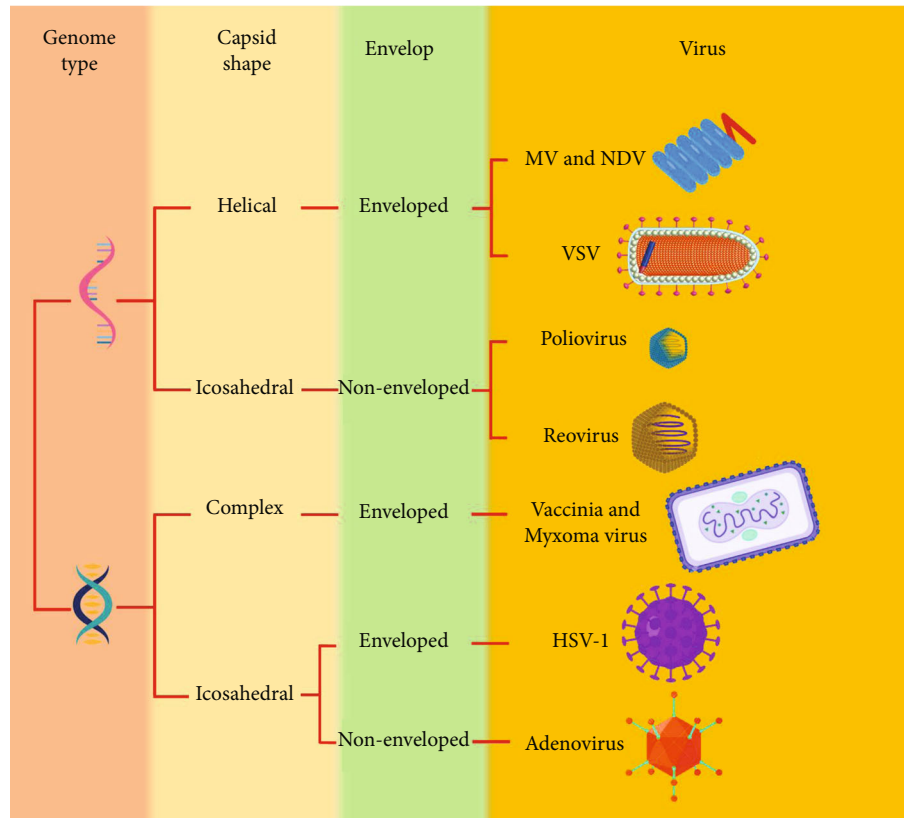 Genome
type
Capsid
shape
Envelop
Virus
MV and NDV
Helical
Enveloped
VSV
Poliovirus
Icosahedral
Non-enveloped
Reovirus
Complex
Enveloped
Vaccinia and
Myxoma virus
Enveloped
HSV-1
Icosahedral
Non-enveloped
Adenovirus